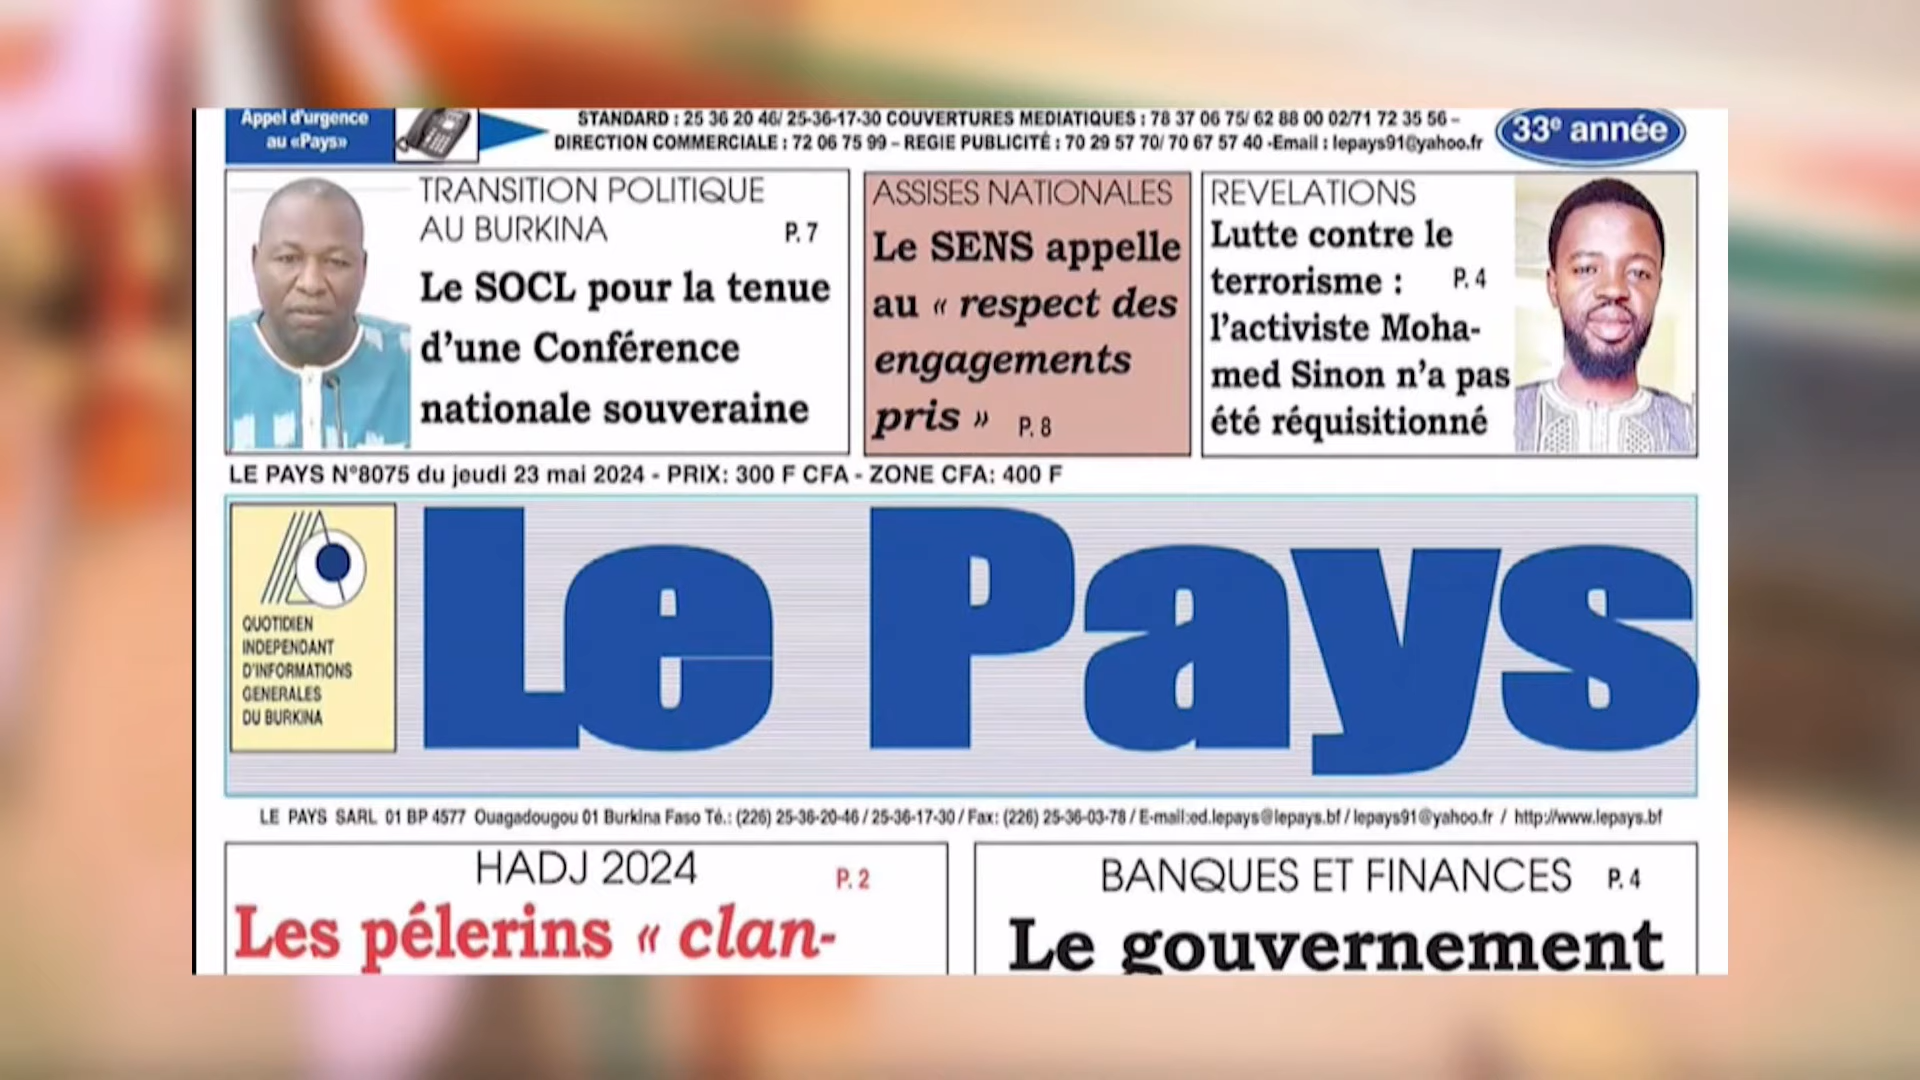 Appel d'urgence
au «Pays»
STANDARD : 25 36 20 46/ 25-36-17-30 COUVERTURES MEDIATIQUES : 78 37 06 75/ 62 88 00 02/71 72 35 56 –
DIRECTION COMMERCIALE : 72 06 75 99 – REGIE PUBLICITÉ : 70 29 57 70/ 70 67 57 40 -Email : lepays91@yahoo.fr
33e année
TRANSITION POLITIQUE
AU BURKINA P. 7
Le SOCL pour la tenue
d'une Conférence
nationale souveraine
ASSISES NATIONALES
Le SENS appelle
au « respect des
engagements
pris » P. 8
REVELATIONS
Lutte contre le
terrorisme : P. 4
l'activiste Moha-
med Sinon n'a pas
été réquisitionné
LE PAYS N°8075 du jeudi 23 mai 2024 - PRIX: 300 F CFA - ZONE CFA: 400 F
QUOTIDIEN
INDEPENDANT
D'INFORMATIONS
GENERALES
DU BURKINA
Le Pays
LE PAYS SARL 01 BP 4577 Ouagadougou 01 Burkina Faso Té.: (226) 25-36-20-46 / 25-36-17-30 / Fax: (226) 25-36-03-78 / E-mail:ed.lepays@lepays.bf / lepays91@yahoo.fr / http://www.lepays.bf
HADJ 2024 P. 2
Les pélerins « clan-
BANQUES ET FINANCES P. 4
Le gouvernement